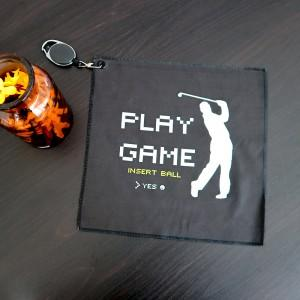 PLAY
GAME
INSERT BALL
> YES